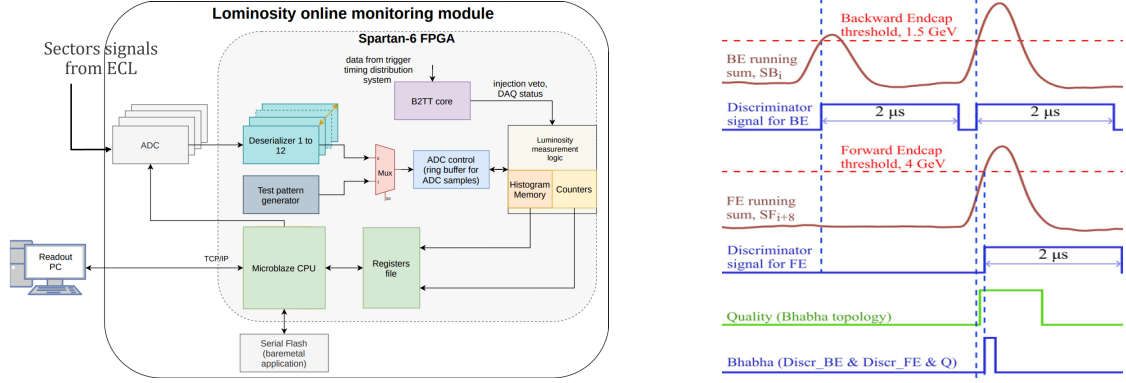 Lominosity online monitoring module
Sectors signals
from ECL
Spartan-6 FPGA
data from trigger
timing distribution
system
injection veto,
DAQ status
B2TT core
ADC
Deserializer 1 to
12
Mux
0
1
sel
ADC control
(ring buffer for
ADC samples)
Luminosity
measurement
logic
Histogram
Memory
Counters
Test pattern
generator
Readout
PC
TCP/IP
Microblaze CPU
Registers
file
Serial Flash
(baremetal
application)
Backward Endcap
threshold, 1.5 GeV
BE running
sum, SBi
Discriminator
signal for BE
2 μs
2 μs
Forward Endcap
threshold, 4 GeV
FE running
sum, SFi+8
Discriminator
signal for FE
2 μs
Quality (Bhabha topology)
Bhabha (Discr_BE & Discr_FE & Q)